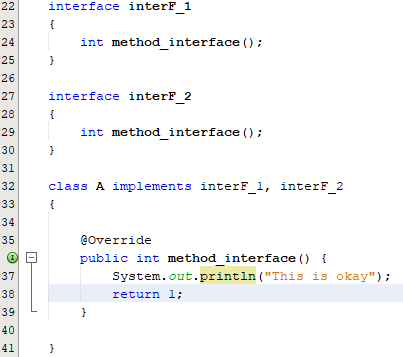 22 interface interF_1
23 {
24     int method_interface();
25 }
26
27 interface interF_2
28 {
29     int method_interface();
30 }
31
32 class A implements interF_1, interF_2
33 {
34
35     @Override
    public int method_interface() {
37         System.out.println("This is okay");
38         return 1;
39     }
40
41 }